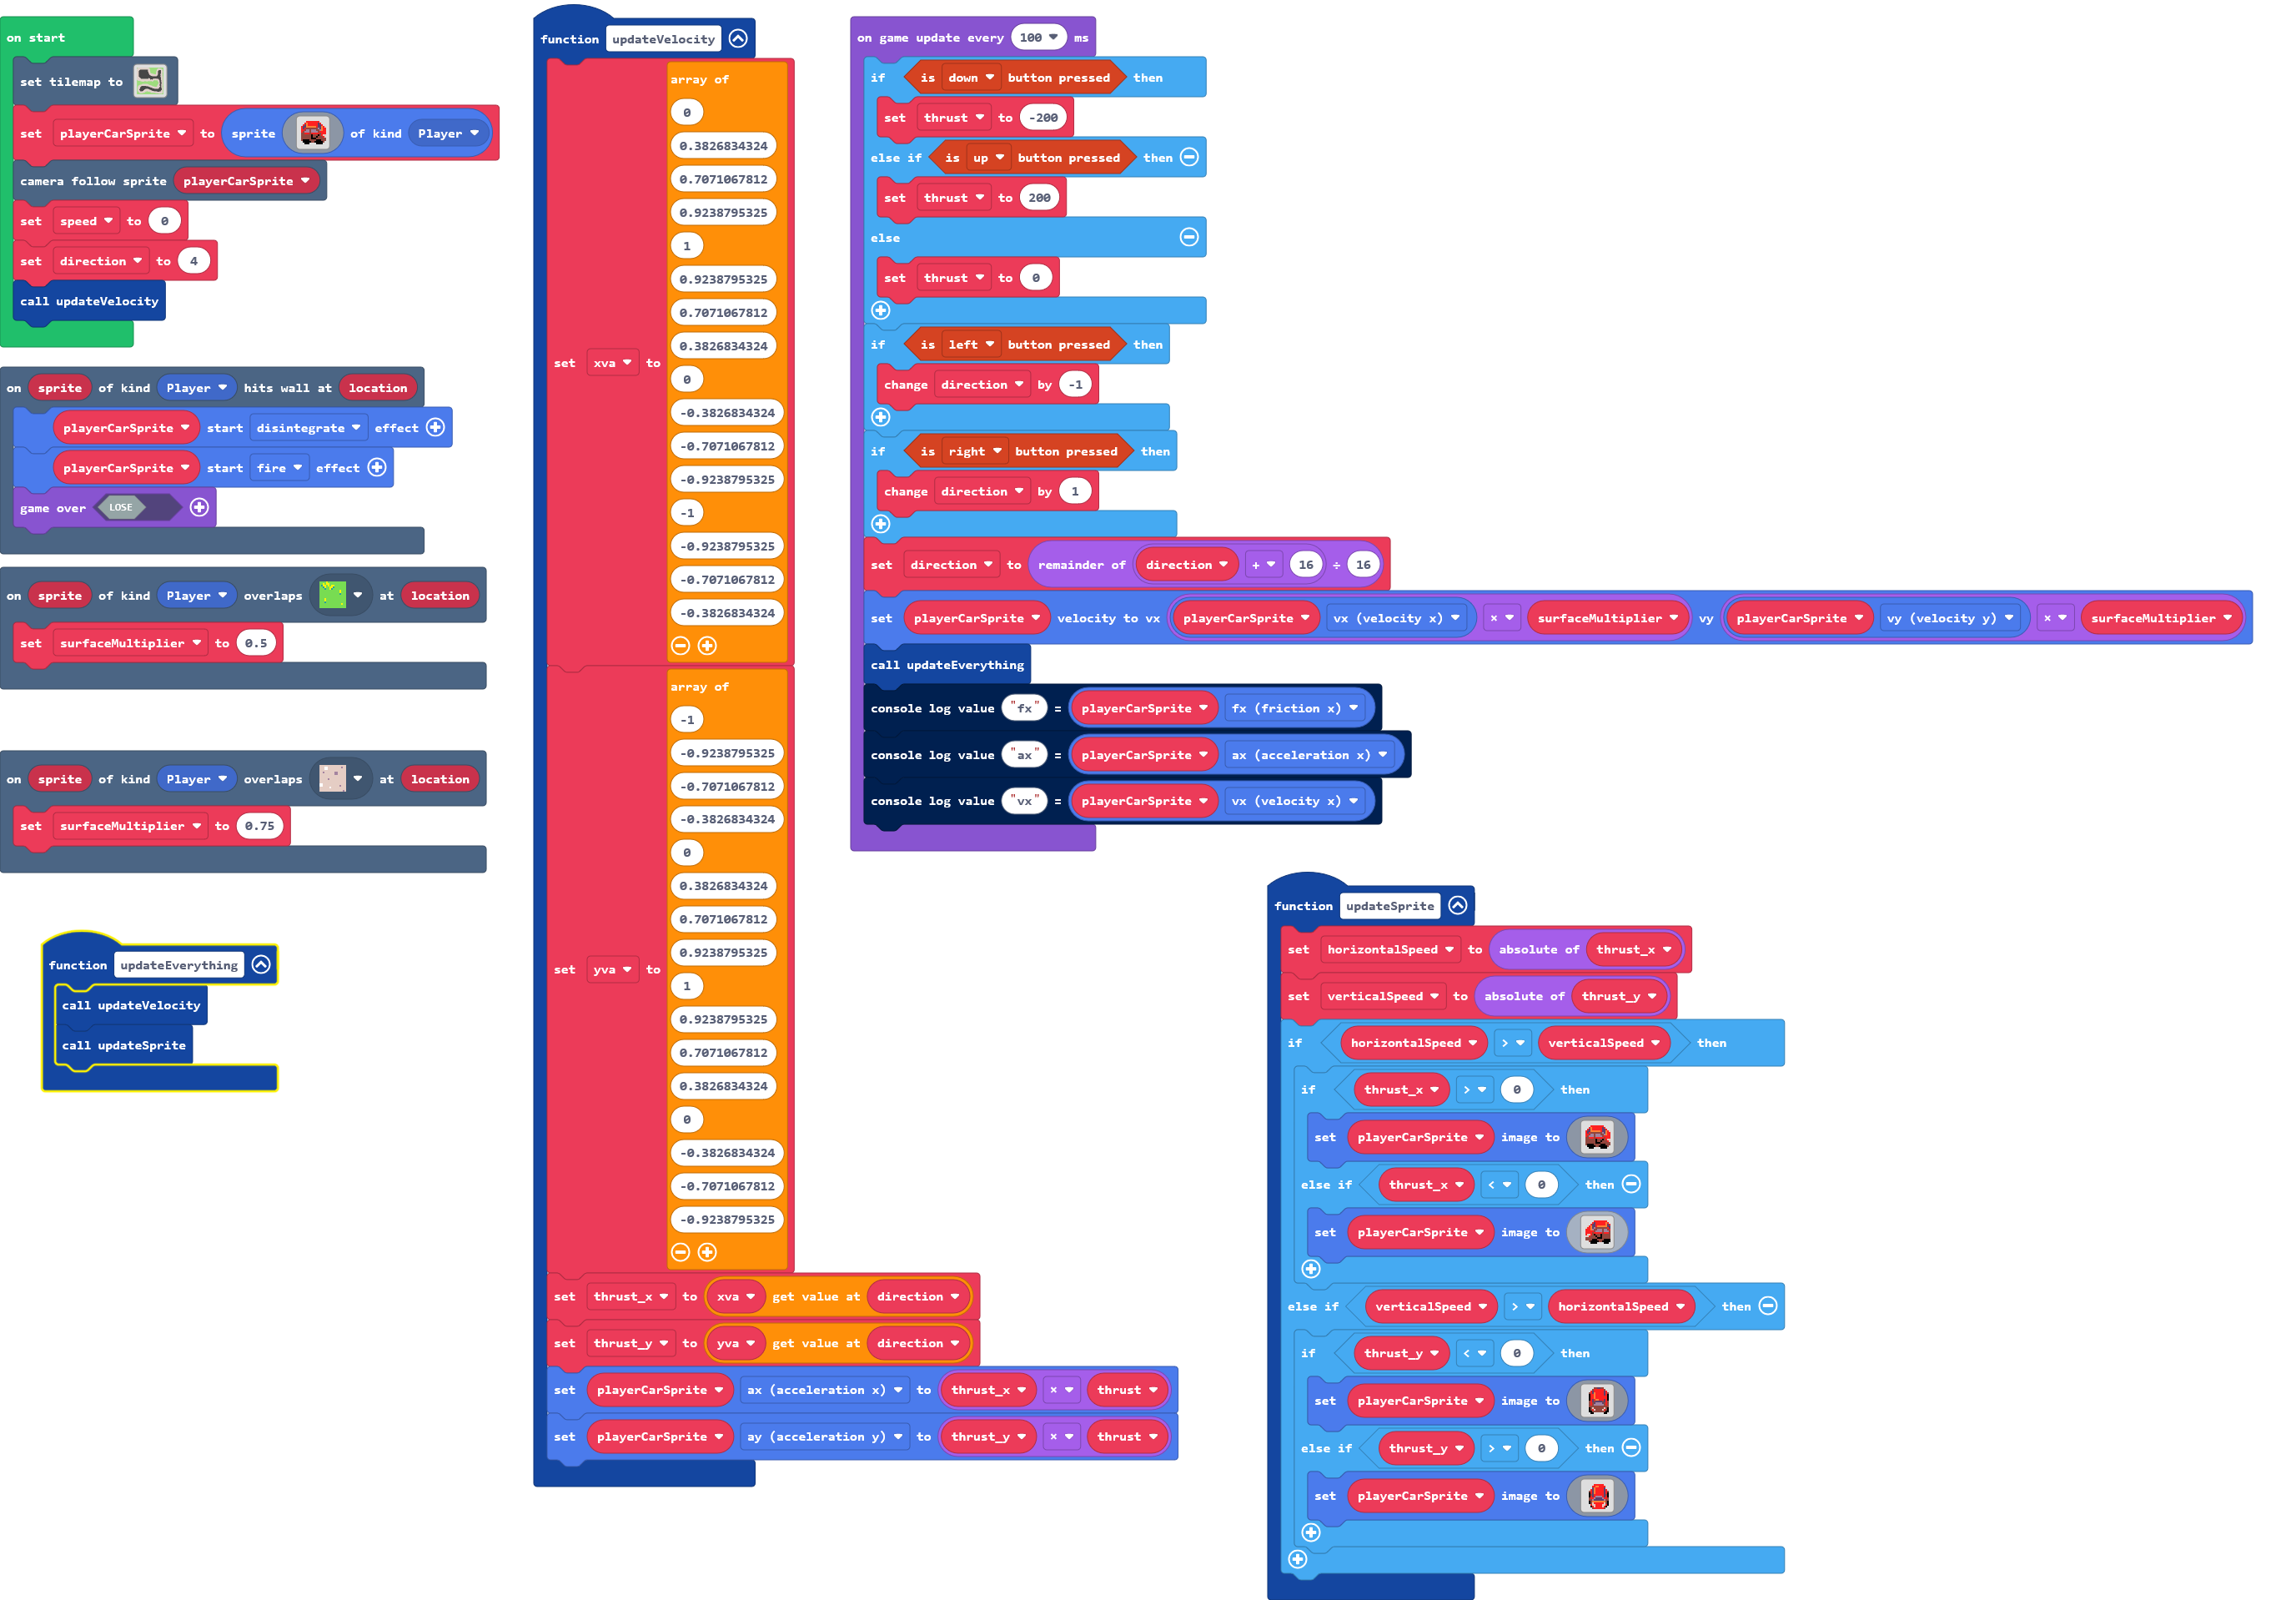 on start
set tilemap to
set playerCarSprite to sprite of kind Player
camera follow sprite playerCarSprite
set speed to 0
set direction to 4
call updateVelocity
on sprite of kind Player hits wall at location
playerCarSprite start disintegrate effect
playerCarSprite start fire effect
game over LOSE
on sprite of kind Player overlaps at location
set surfaceMultiplier to 0.5
on sprite of kind Player overlaps at location
set surfaceMultiplier to 0.75
function updateEverything
call updateVelocity
call updateSprite
function updateVelocity
set xva to array of
0
0.3826834324
0.7071067812
0.9238795325
1
0.9238795325
0.7071067812
0.3826834324
0
-0.3826834324
-0.7071067812
-0.9238795325
-1
-0.9238795325
-0.7071067812
-0.3826834324
set yva to array of
-1
-0.9238795325
-0.7071067812
-0.3826834324
0
0.3826834324
0.7071067812
0.9238795325
1
0.9238795325
0.7071067812
0.3826834324
0
-0.3826834324
-0.7071067812
-0.9238795325
set thrust_x to xva get value at direction
set thrust_y to yva get value at direction
set playerCarSprite ax (acceleration x) to thrust_x × thrust
set playerCarSprite ay (acceleration y) to thrust_y × thrust
on game update every 100 ms
if is down button pressed then
set thrust to -200
else if is up button pressed then
set thrust to 200
else
set thrust to 0
if is left button pressed then
change direction by -1
if is right button pressed then
change direction by 1
set direction to remainder of direction + 16 ÷ 16
set playerCarSprite velocity to vx playerCarSprite vx (velocity x) × surfaceMultiplier vy playerCarSprite vy (velocity y) × surfaceMultiplier
call updateEverything
console log value "fx" = playerCarSprite fx (friction x)
console log value "ax" = playerCarSprite ax (acceleration x)
console log value "vx" = playerCarSprite vx (velocity x)
function updateSprite
set horizontalSpeed to absolute of thrust_x
set verticalSpeed to absolute of thrust_y
if horizontalSpeed > verticalSpeed then
if thrust_x > 0 then
set playerCarSprite image to
else if thrust_x < 0 then
set playerCarSprite image to
else if verticalSpeed > horizontalSpeed then
if thrust_y < 0 then
set playerCarSprite image to
else if thrust_y > 0 then
set playerCarSprite image to